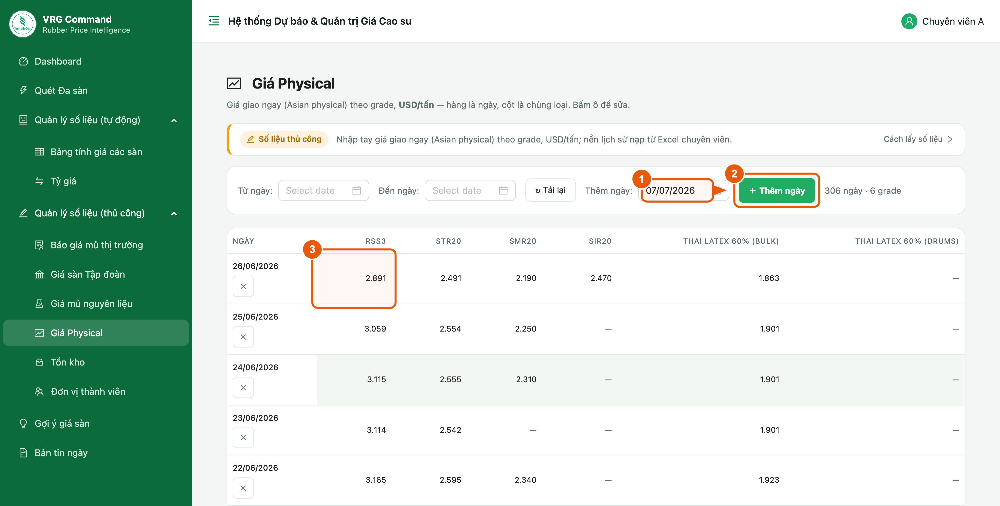 VRG Command
Rubber Price Intelligence
Dashboard
Quét Đa sàn
Quản lý số liệu (tự động)
Bảng tính giá các sàn
Tỷ giá
Quản lý số liệu (thủ công)
Báo giá mủ thị trường
Giá sàn Tập đoàn
Giá mủ nguyên liệu
Giá Physical
Tồn kho
Đơn vị thành viên
Gợi ý giá sàn
Bản tin ngày
Hệ thống Dự báo & Quản trị Giá Cao su
Chuyên viên A
Giá Physical
Giá giao ngay (Asian physical) theo grade, USD/tấn — hàng là ngày, cột là chủng loại. Bấm ô để sửa.
Số liệu thủ công Nhập tay giá giao ngay (Asian physical) theo grade, USD/tấn; nền lịch sử nạp từ Excel chuyên viên. Cách lấy số liệu
1 2
Từ ngày: Select date Đến ngày: Select date ↻ Tải lại Thêm ngày: 07/07/2026 + Thêm ngày 306 ngày · 6 grade
NGÀY RSS3 STR20 SMR20 SIR20 THAI LATEX 60% (BULK) THAI LATEX 60% (DRUMS)
3
26/06/2026 2.891 2.491 2.190 2.470 1.863 —
25/06/2026 3.059 2.554 2.250 — 1.901 —
24/06/2026 3.115 2.555 2.310 — 1.901 —
23/06/2026 3.114 2.542 — — 1.901 —
22/06/2026 3.165 2.595 2.340 — 1.923 —